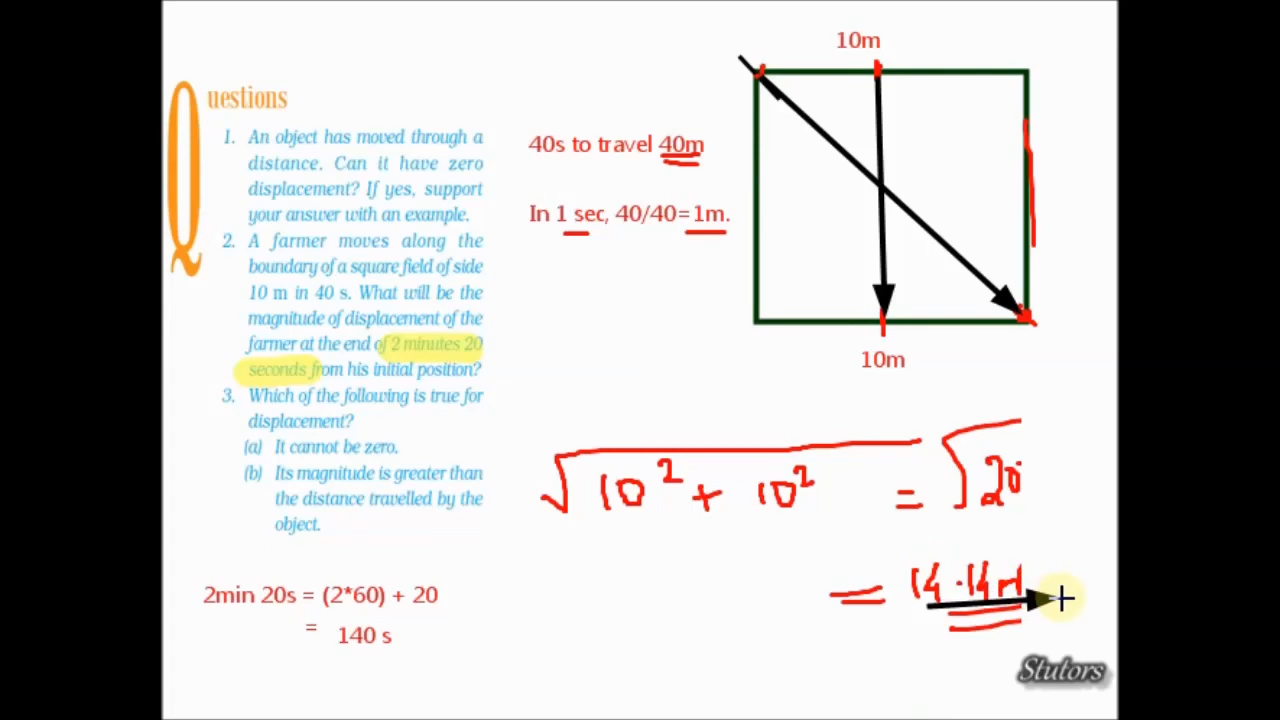 Questions
1. An object has moved through a
distance. Can it have zero
displacement? If yes, support
your answer with an example.
2. A farmer moves along the
boundary of a square field of side
10 m in 40 s. What will be the
magnitude of displacement of the
farmer at the end of 2 minutes 20
seconds from his initial position?
3. Which of the following is true for
displacement?
(a) It cannot be zero.
(b) Its magnitude is greater than
the distance travelled by the
object.
2min 20s = (2*60) + 20
= 140 s
40s to travel 40m
In 1 sec, 40/40=1m.
10m
10m
√10² + 10² = √20
= 14.14m
Stutors